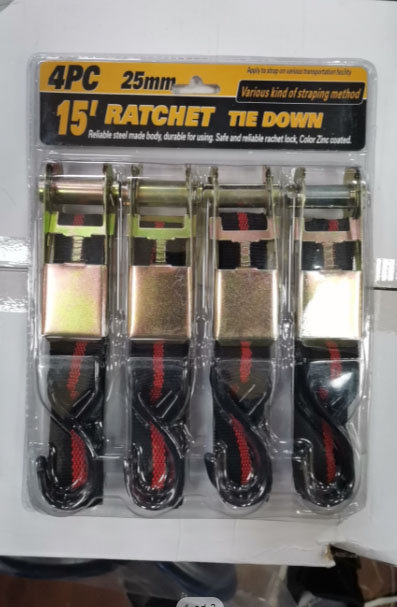 4PC 25mm
Apply to strap on various transportation facility
Various kind of straping method
15' RATCHET TIE DOWN
Reliable steel made body, durable for using. Safe and reliable rachet lock, Color Zinc coated.